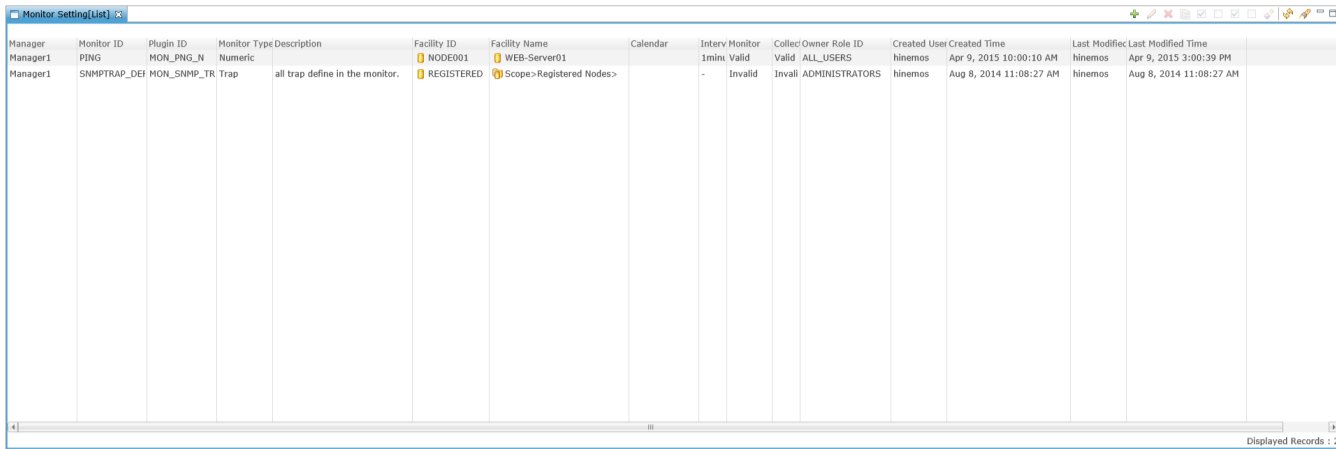 Monitor Setting[List]
Manager Monitor ID Plugin ID Monitor Type Description Facility ID Facility Name Calendar Interv Monitor Collect Owner Role ID Created User Created Time Last Modified Last Modified Time
Manager1 PING MON_PNG_N Numeric NODE001 WEB-Server01 1minu Valid Valid ALL_USERS hinemos Apr 9, 2015 10:00:10 AM hinemos Apr 9, 2015 3:00:39 PM
Manager1 SNMPTRAP_DEF MON_SNMP_TR Trap all trap define in the monitor. REGISTERED Scope>Registered Nodes> - Invalid Invali ADMINISTRATORS hinemos Aug 8, 2014 11:08:27 AM hinemos Aug 8, 2014 11:08:27 AM
Displayed Records : 2